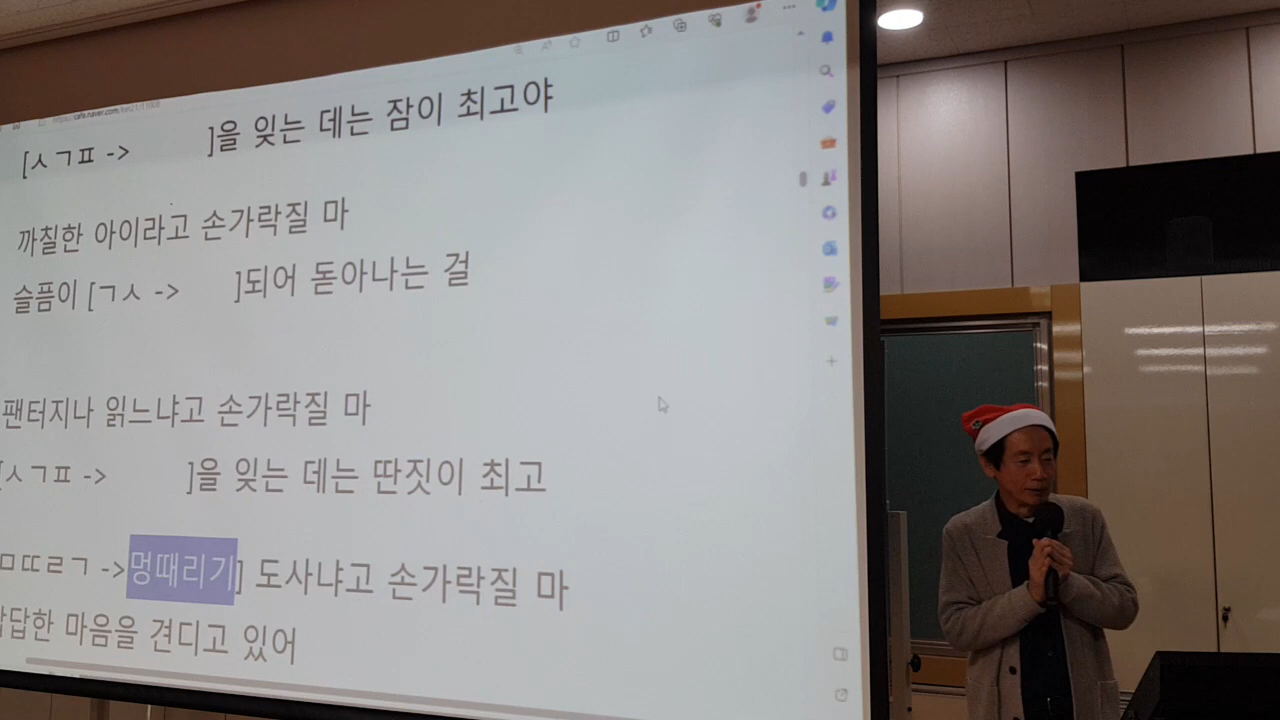 cafe.naver.com/
[ㅅㄱㅍ -> ]을 잊는 데는 잠이 최고야
까칠한 아이라고 손가락질 마
슬픔이 [ㄱㅅ -> ]되어 돋아나는 걸
팬터지나 읽느냐고 손가락질 마
[ㅅㄱㅍ -> ]을 잊는 데는 딴짓이 최고
ㅁㄸㄹㄱ ->멍때리기] 도사냐고 손가락질 마
답답한 마음을 견디고 있어